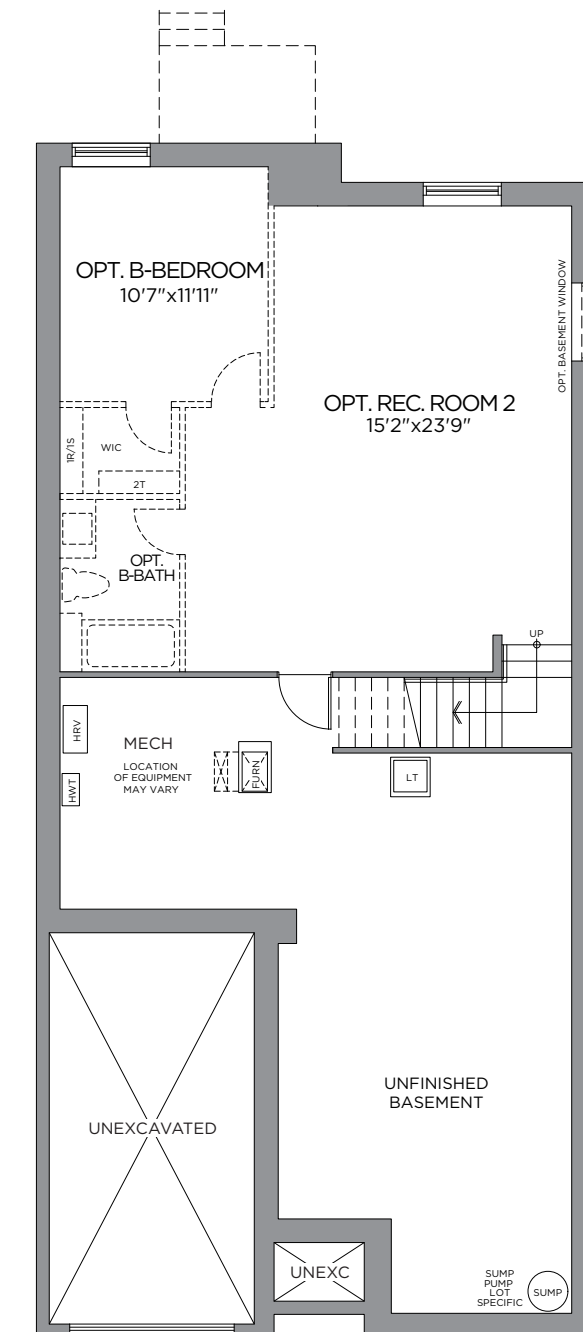 OPT. B-BEDROOM
10'7"x11'11"
OPT. BASEMENT WINDOW
OPT. REC. ROOM 2
15'2"x23'9"
1R/1S
WIC
2T
OPT.
B-BATH
UP
HRV
MECH
LOCATION
OF EQUIPMENT
MAY VARY
HWT
FURN
LT
UNFINISHED
BASEMENT
UNEXCAVATED
UNEXC
SUMP
PUMP
LOT
SPECIFIC
SUMP